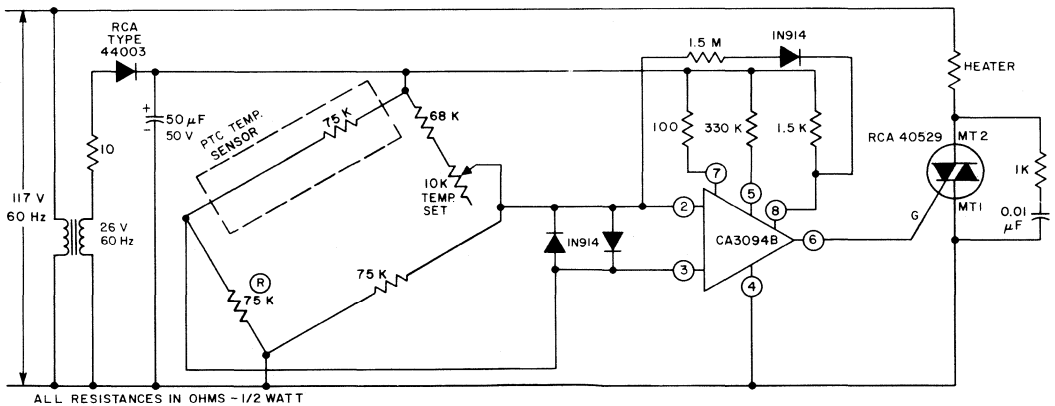 RCA
TYPE
44003
1.5 M
1N914
HEATER
+
50 µF
-
50 V
PTC TEMP.
SENSOR
75 K
68 K
10
100
330 K
1.5 K
RCA 40529
MT2
1K
7
10K
TEMP.
SET
5
117 V
60 Hz
2
8
MT1
0.01
µF
G
26 V
60 Hz
1N914
CA3094B
6
3
R
75 K
75 K
4
ALL RESISTANCES IN OHMS - 1/2 WATT